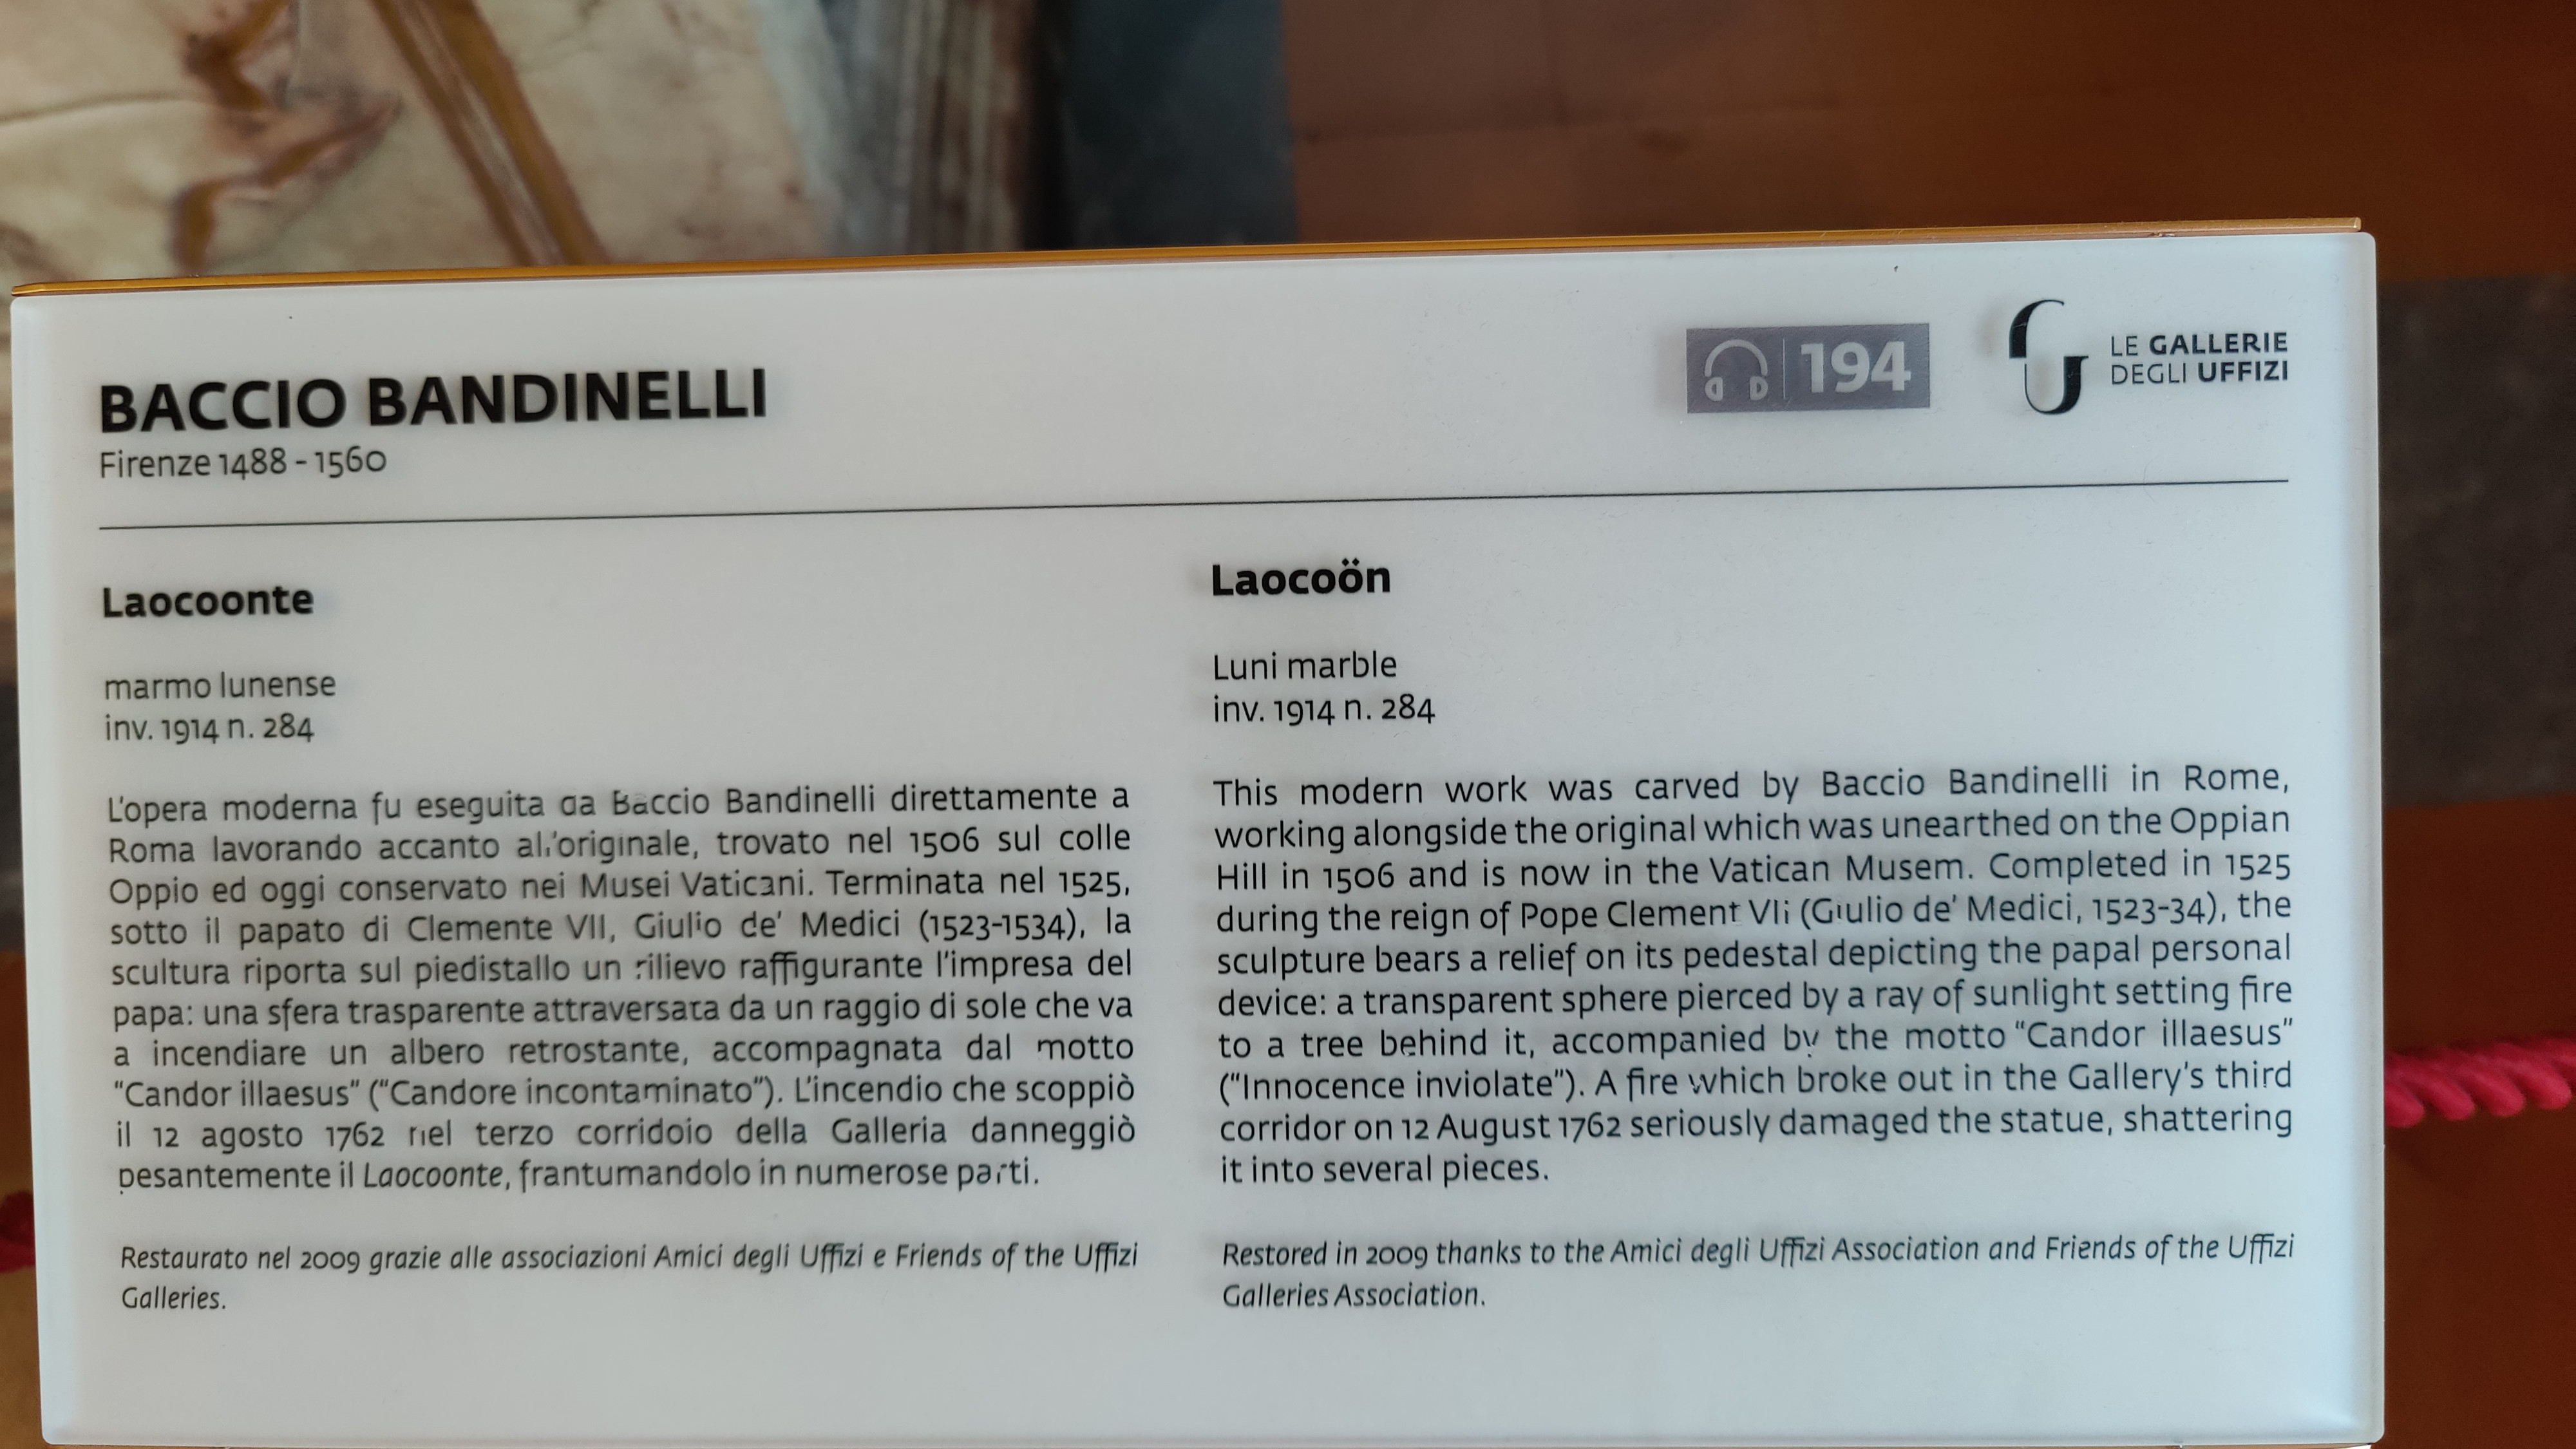 BACCIO BANDINELLI
Firenze 1488 - 1560
194
LE GALLERIE
DEGLI UFFIZI
Laocoonte
marmo lunense
inv. 1914 n. 284
L'opera moderna fu eseguita da Baccio Bandinelli direttamente a
Roma lavorando accanto all'originale, trovato nel 1506 sul colle
Oppio ed oggi conservato nei Musei Vaticani. Terminata nel 1525,
sotto il papato di Clemente VII, Giulio de' Medici (1523-1534), la
scultura riporta sul piedistallo un rilievo raffigurante l'impresa del
papa: una sfera trasparente attraversata da un raggio di sole che va
a incendiare un albero retrostante, accompagnata dal motto
"Candor illaesus" ("Candore incontaminato"). L'incendio che scoppiò
il 12 agosto 1762 nel terzo corridoio della Galleria danneggiò
pesantemente il Laocoonte, frantumandolo in numerose parti.
Restaurato nel 2009 grazie alle associazioni Amici degli Uffizi e Friends of the Uffizi
Galleries.
Laocoön
Luni marble
inv. 1914 n. 284
This modern work was carved by Baccio Bandinelli in Rome,
working alongside the original which was unearthed on the Oppian
Hill in 1506 and is now in the Vatican Musem. Completed in 1525
during the reign of Pope Clement VII (Giulio de' Medici, 1523-34), the
sculpture bears a relief on its pedestal depicting the papal personal
device: a transparent sphere pierced by a ray of sunlight setting fire
to a tree behind it, accompanied by the motto "Candor illaesus"
("Innocence inviolate"). A fire which broke out in the Gallery's third
corridor on 12 August 1762 seriously damaged the statue, shattering
it into several pieces.
Restored in 2009 thanks to the Amici degli Uffizi Association and Friends of the Uffizi
Galleries Association.